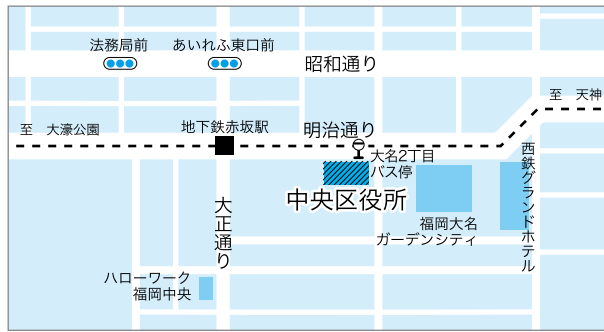 法務局前
あいれふ東口前
昭和通り
至 天神
至 大濠公園
地下鉄赤坂駅
明治通り
大名2丁目
バス停
西鉄グランドホテル
中央区役所
大正通り
福岡大名
ガーデンシティ
ハローワーク
福岡中央